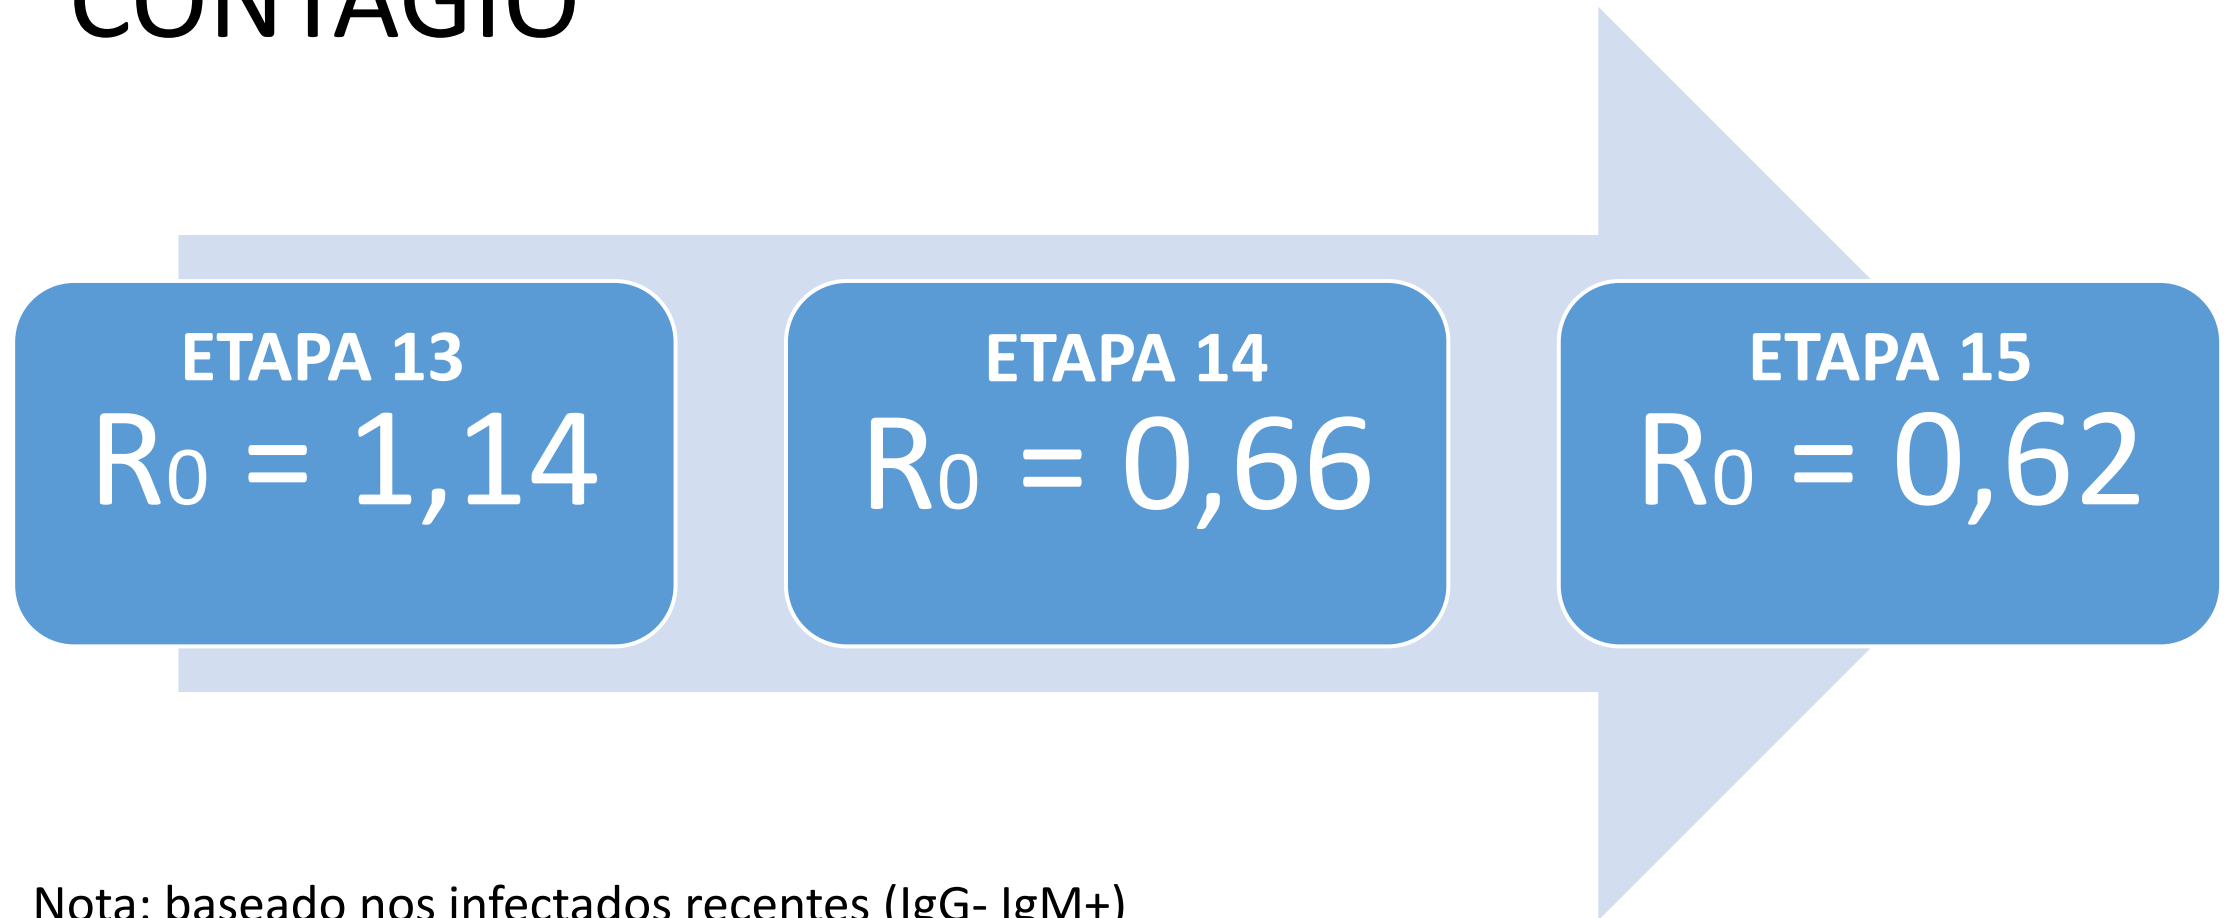 CONTÁGIO
ETAPA 13
R0 = 1,14
ETAPA 14
R0 = 0,66
ETAPA 15
R0 = 0,62
Nota: baseado nos infectados recentes (IgG- IgM+)